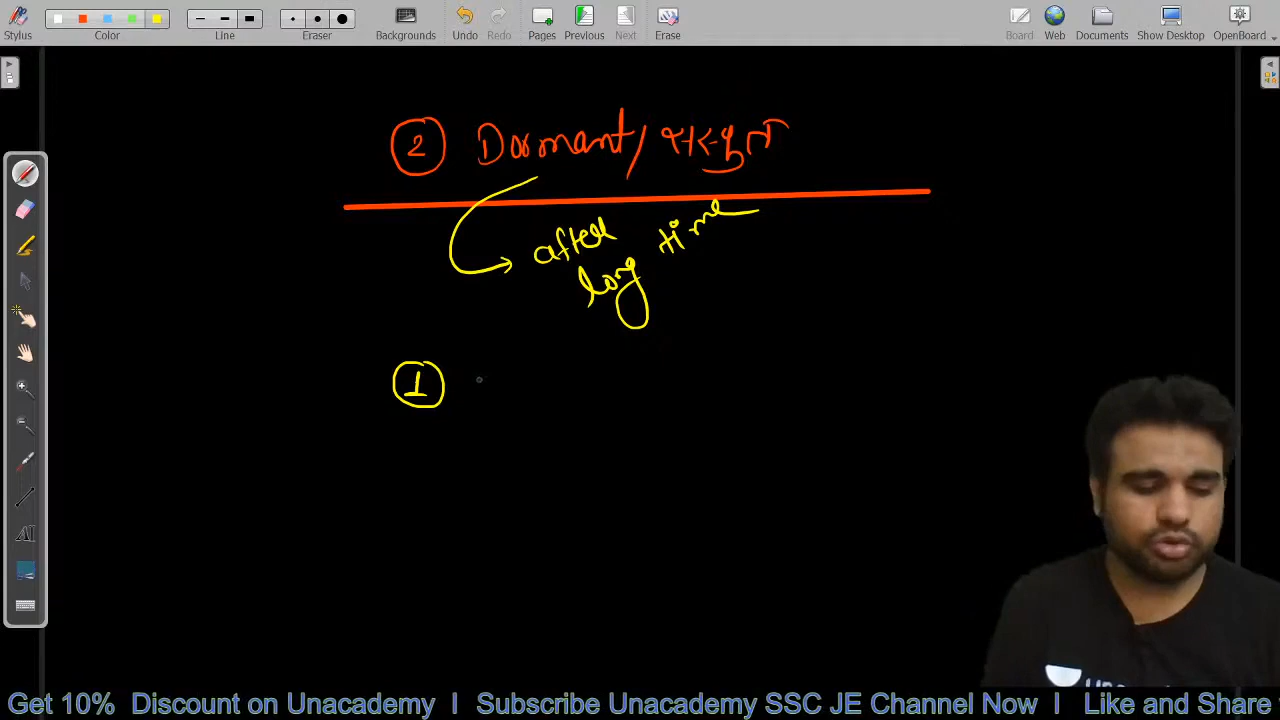 Stylus
Color
Line
Eraser
Backgrounds
Undo
Redo
Pages
Previous
Next
Erase
Board
Web
Documents
Show Desktop
OpenBoard
② Dormant/
after
long time
①
AI
Get 10% Discount on Unacademy I Subscribe Unacademy SSC JE Channel Now I Like and Share